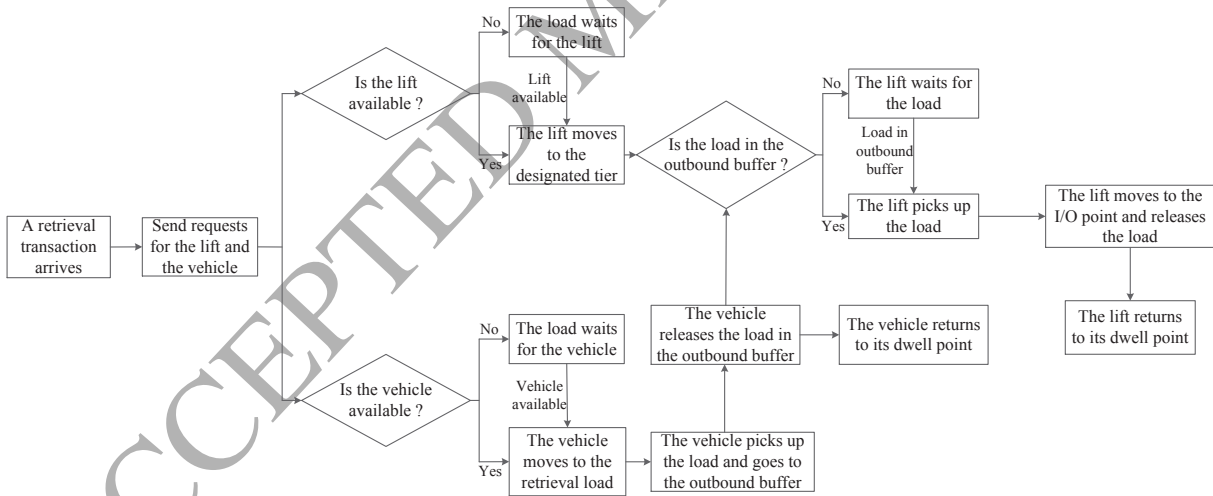 A retrieval
transaction
arrives
Send requests
for the lift and
the vehicle
Is the lift
available ?
No
The load waits
for the lift
Lift
available
Yes
The lift moves
to the
designated tier
Is the load in the
outbound buffer ?
No
The lift waits for
the load
Load in
outbound
buffer
Yes
The lift picks up
the load
The lift moves to the
I/O point and releases
the load
The lift returns
to its dwell point
Is the vehicle
available ?
No
The load waits
for the vehicle
Vehicle
available
Yes
The vehicle
moves to the
retrieval load
The vehicle picks up
the load and goes to
the outbound buffer
The vehicle
releases the load in
the outbound buffer
The vehicle returns
to its dwell point
CCEPTED M